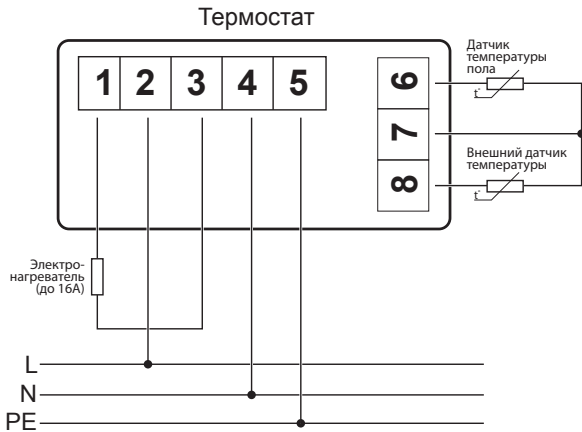 Термостат
1 2 3 4 5
6
7
8
Датчик
температуры
пола
t°
Внешний датчик
температуры
t°
Электро-
нагреватель
(до 16А)
L
N
PE